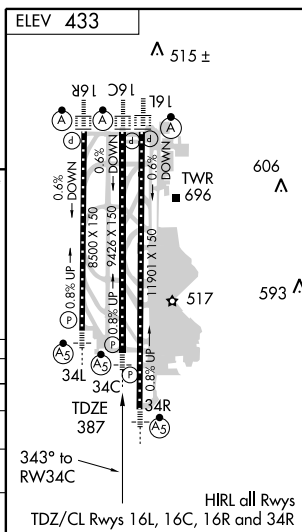 ELEV 433
515 ±
16R
16C
16L
A
A
A
P
P
P
0.6%
DOWN
0.6%
DOWN
0.6%
DOWN
TWR
696
606
8500 X 150
9426 X 150
11901 X 150
517
593
0.8% UP
0.8% UP
0.8% UP
P
P
P
A5
A5
A5
34L
34C
34R
TDZE
387
343° to
RW34C
HIRL all Rwys
TDZ/CL Rwys 16L, 16C, 16R and 34R